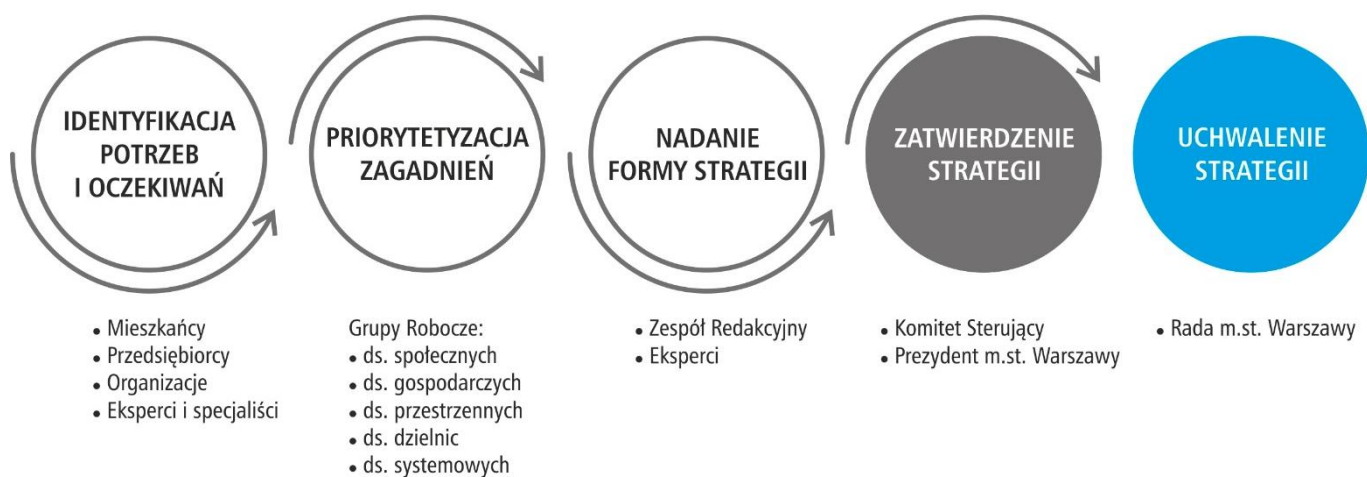 IDENTYFIKACJA
POTRZEB
I OCZEKIWAŃ
PRIORYTETYZACJA
ZAGADNIEŃ
NADANIE
FORMY STRATEGII
ZATWIERDZENIE
STRATEGII
UCHWALENIE
STRATEGII
• Mieszkańcy
• Przedsiębiorcy
• Organizacje
• Eksperci i specjaliści
Grupy Robocze:
• ds. społecznych
• ds. gospodarczych
• ds. przestrzennych
• ds. dzielnic
• ds. systemowych
• Zespół Redakcyjny
• Eksperci
• Komitet Sterujący
• Prezydent m.st. Warszawy
• Rada m.st. Warszawy